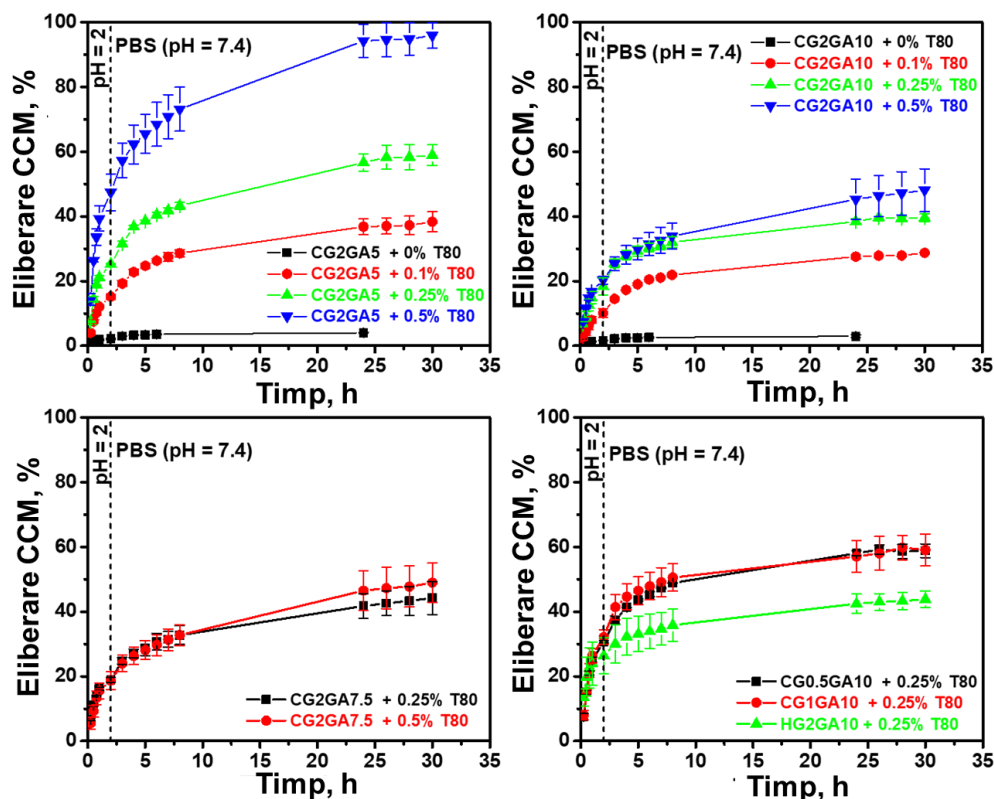 Eliberare CCM, %
100
80
60
40
20
0
pH = 2
PBS (pH = 7.4)
CG2GA5 + 0% T80
CG2GA5 + 0.1% T80
CG2GA5 + 0.25% T80
CG2GA5 + 0.5% T80
0 5 10 15 20 25 30 35
Timp, h
Eliberare CCM, %
100
80
60
40
20
0
pH = 2
PBS (pH = 7.4)
CG2GA10 + 0% T80
CG2GA10 + 0.1% T80
CG2GA10 + 0.25% T80
CG2GA10 + 0.5% T80
0 5 10 15 20 25 30 35
Timp, h
Eliberare CCM, %
100
80
60
40
20
0
pH = 2
PBS (pH = 7.4)
CG2GA7.5 + 0.25% T80
CG2GA7.5 + 0.5% T80
0 5 10 15 20 25 30 35
Timp, h
Eliberare CCM, %
100
80
60
40
20
0
pH = 2
PBS (pH = 7.4)
CG0.5GA10 + 0.25% T80
CG1GA10 + 0.25% T80
HG2GA10 + 0.25% T80
0 5 10 15 20 25 30 35
Timp, h